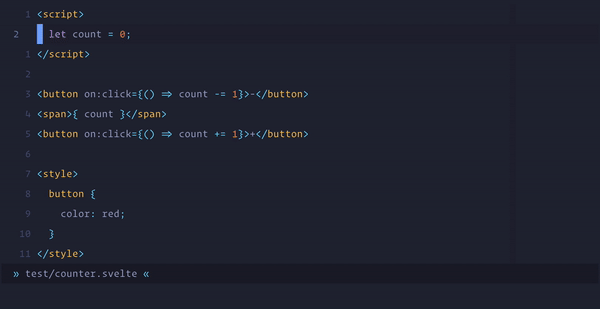 1 <script>
2 let count = 0;
1 </script>
2
3 <button on:click={() => count -= 1}>-</button>
4 <span>{ count }</span>
5 <button on:click={() => count += 1}>+</button>
6
7 <style>
8 button {
9 color: red;
10 }
11 </style>
» test/counter.svelte «